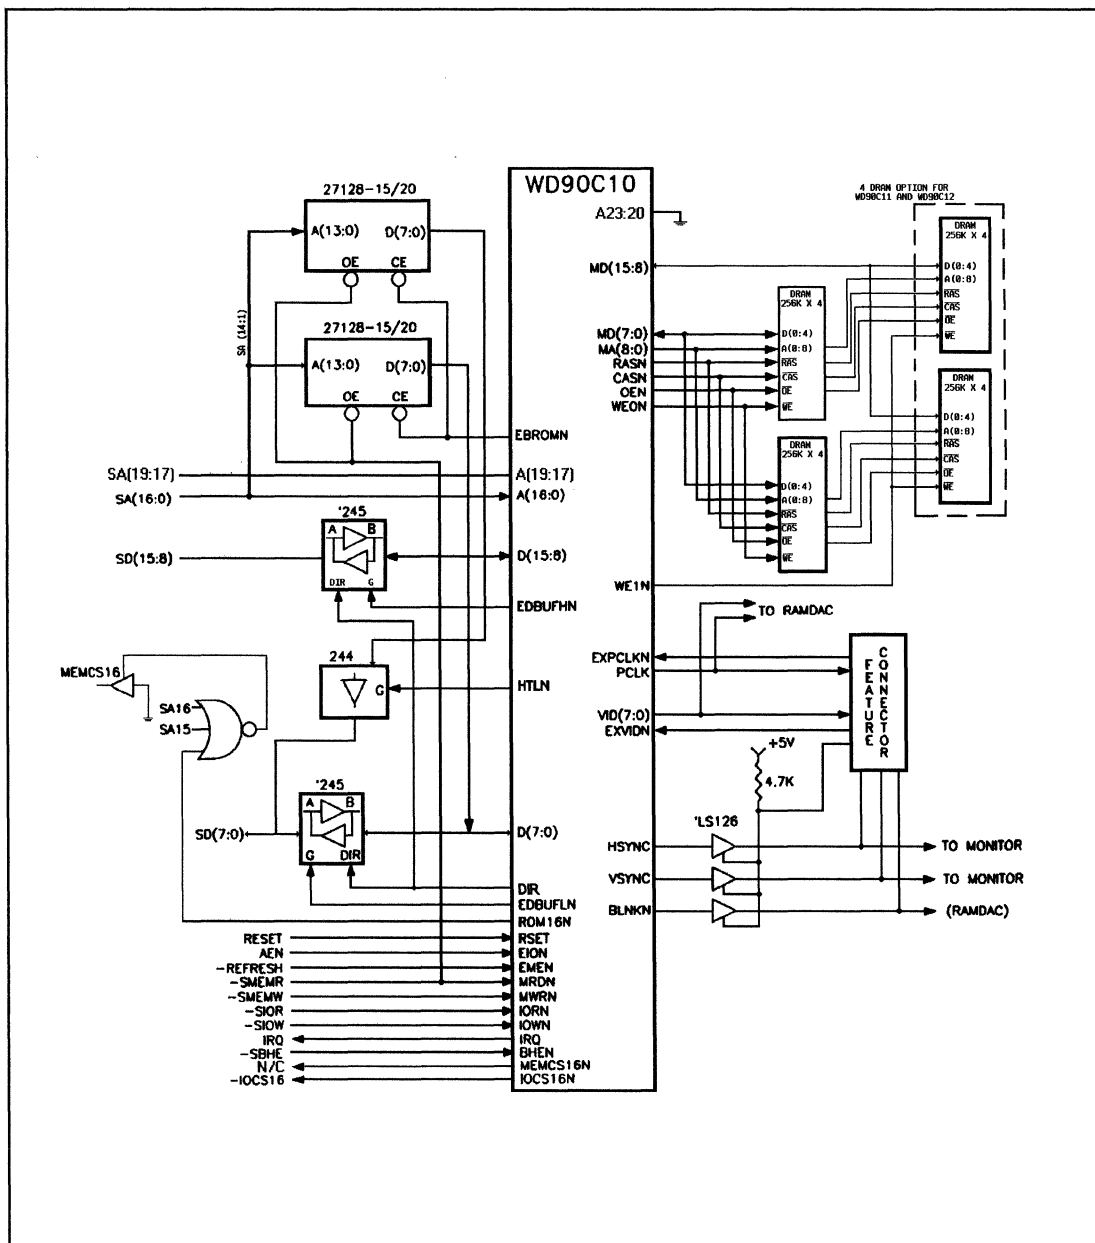 WD90C10
27128-15/20
A(13:0) D(7:0)
OE CE
27128-15/20
A(13:0) D(7:0)
OE CE
SA (14:1)
EBROMN
SA(19:17) A(19:17)
SA(16:0) A(16:0)
'245
A B
DIR G
SD(15:8) D(15:8)
EDBUFHN
244
G
HTLN
MEMCS16
SA16
SA15
'245
A B
G DIR
SD(7:0) D(7:0)
DIR
EDBUFLN
ROM16N
RESET RSET
AEN EION
-REFRESH EMEN
-SMEMR MRDN
-SMEMW MWRN
-SIOR IORN
-SIOW IOWN
IRQ IRQ
-SBHE BHEN
N/C MEMCS16N
-IOCS16 IOCS16N
A23:20
MD(15:8)
MD(7:0)
MA(8:0)
RASN
CASN
OEN
WE0N
WE1N
4 DRAM OPTION FOR
WD90C11 AND WD90C12
DRAM
256K X 4
D(0:4)
A(0:8)
RAS
CAS
OE
WE
DRAM
256K X 4
D(0:4)
A(0:8)
RAS
CAS
OE
WE
DRAM
256K X 4
D(0:4)
A(0:8)
RAS
CAS
OE
WE
DRAM
256K X 4
D(0:4)
A(0:8)
RAS
CAS
OE
WE
TO RAMDAC
EXPCLKN
PCLK
VID(7:0)
EXVIDN
FEATURE
CONNECTOR
+5V
4.7K
'LS126
HSYNC TO MONITOR
VSYNC TO MONITOR
BLNKN (RAMDAC)